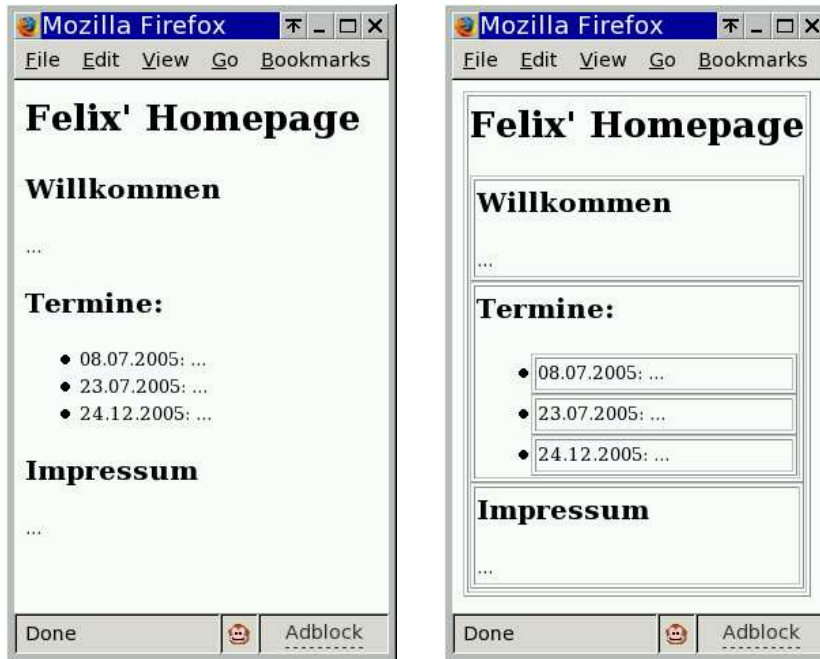 Mozilla Firefox
File Edit View Go Bookmarks
Felix' Homepage
Willkommen
...
Termine:
08.07.2005: ...
23.07.2005: ...
24.12.2005: ...
Impressum
...
Done Adblock
Mozilla Firefox
File Edit View Go Bookmarks
Felix' Homepage
Willkommen
...
Termine:
08.07.2005: ...
23.07.2005: ...
24.12.2005: ...
Impressum
...
Done Adblock